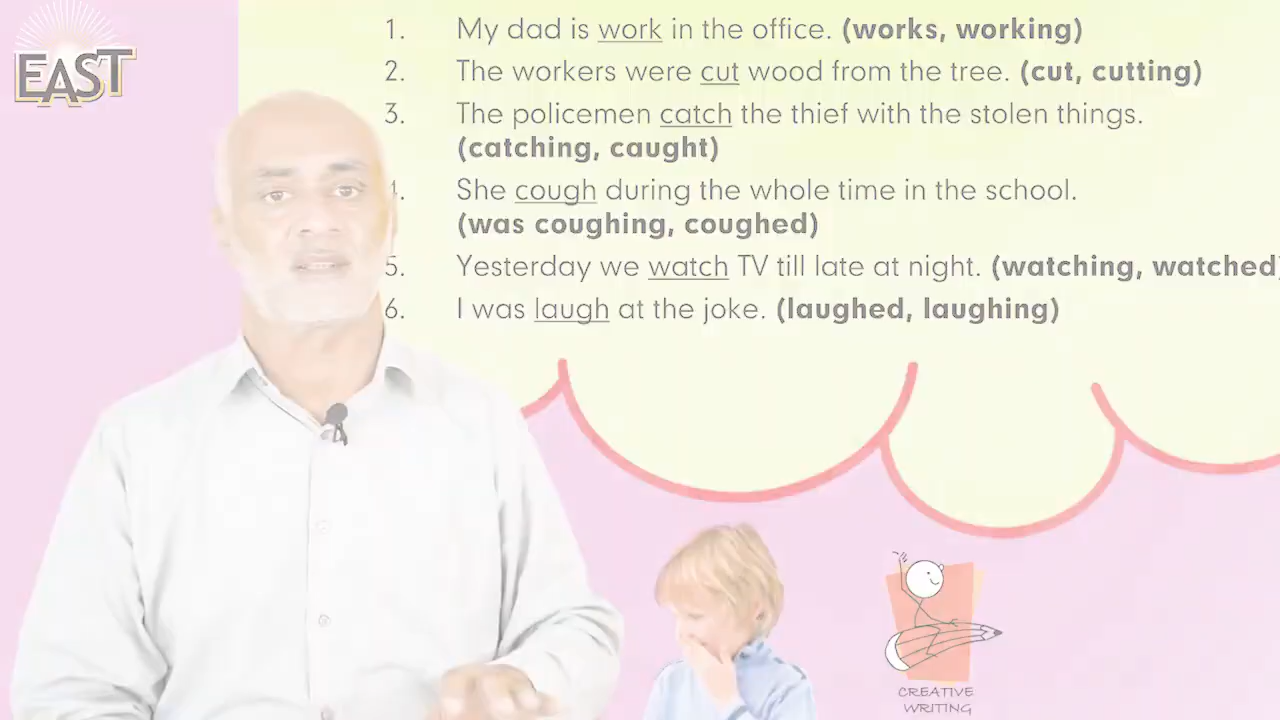 EAST
1. My dad is work in the office. (works, working)
2. The workers were cut wood from the tree. (cut, cutting)
3. The policemen catch the thief with the stolen things.
(catching, caught)
4. She cough during the whole time in the school.
(was coughing, coughed)
5. Yesterday we watch TV till late at night. (watching, watched)
6. I was laugh at the joke. (laughed, laughing)
CREATIVE
WRITING